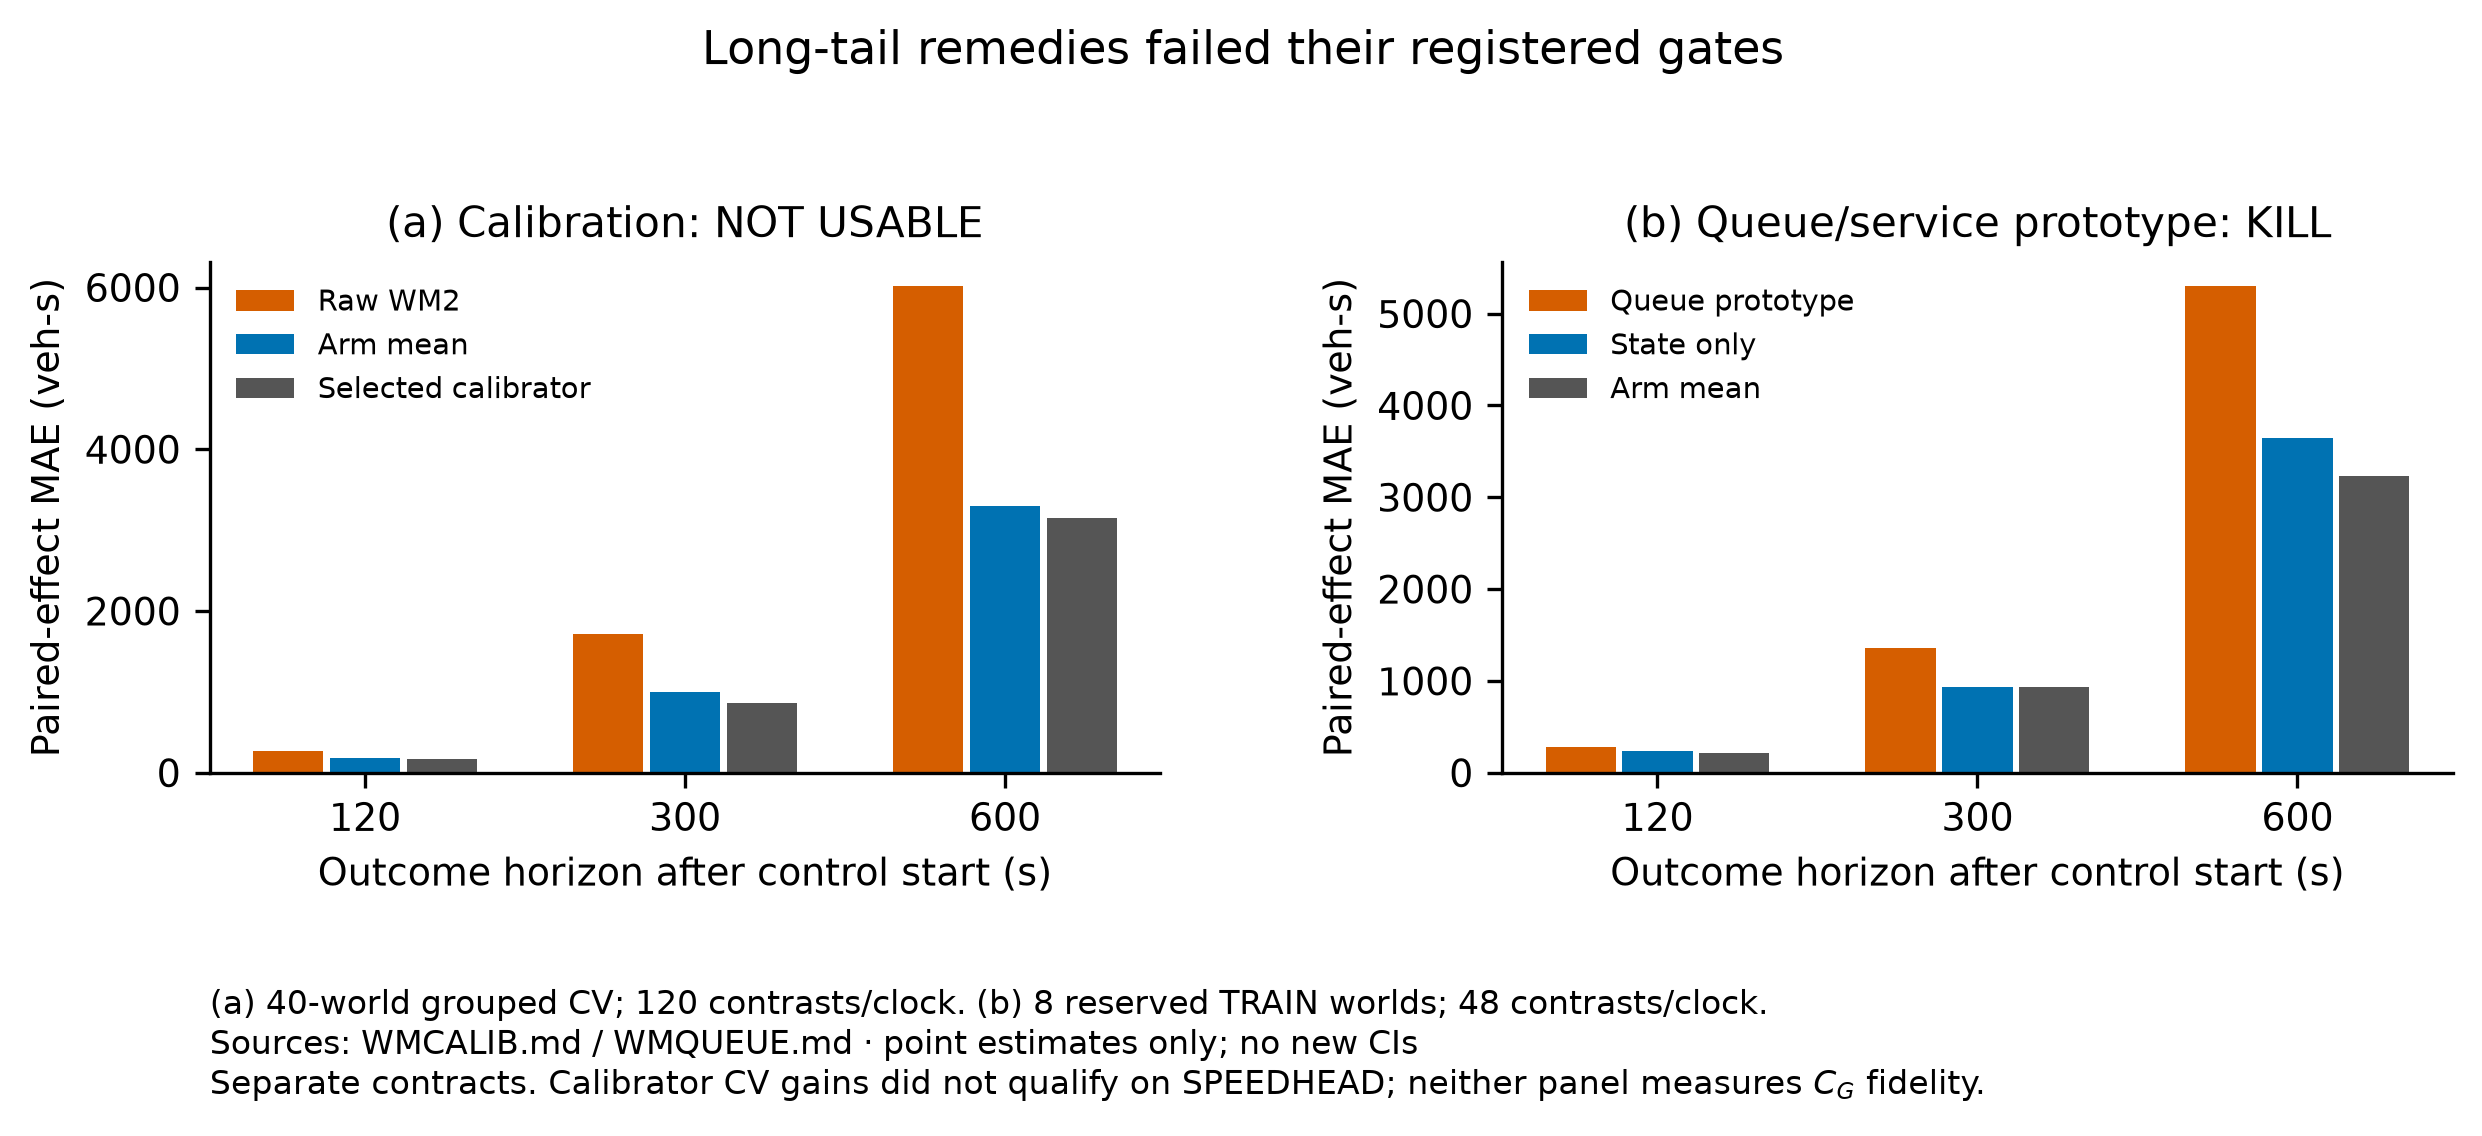 Long-tail remedies failed their registered gates
(a) Calibration: NOT USABLE
Paired-effect MAE (veh-s)
6000
4000
2000
0
Raw WM2
Arm mean
Selected calibrator
120
300
600
Outcome horizon after control start (s)
(b) Queue/service prototype: KILL
Paired-effect MAE (veh-s)
5000
4000
3000
2000
1000
0
Queue prototype
State only
Arm mean
120
300
600
Outcome horizon after control start (s)
(a) 40-world grouped CV; 120 contrasts/clock. (b) 8 reserved TRAIN worlds; 48 contrasts/clock.
Sources: WMCALIB.md / WMQUEUE.md · point estimates only; no new CIs
Separate contracts. Calibrator CV gains did not qualify on SPEEDHEAD; neither panel measures C_G fidelity.